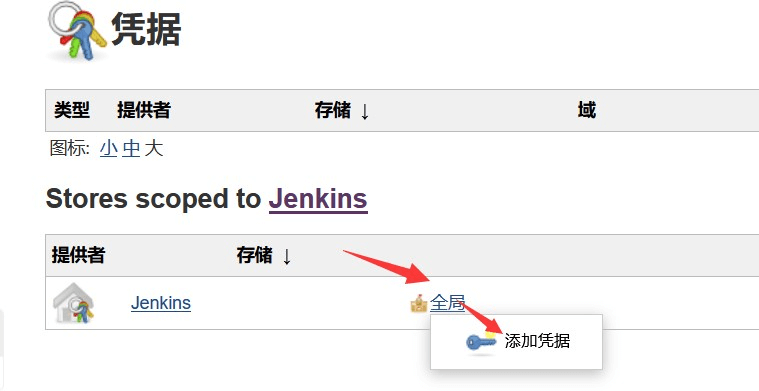 凭据
类型 提供者 存储 ↓ 域
图标: 小 中 大
Stores scoped to Jenkins
提供者 存储 ↓
Jenkins 全局
添加凭据